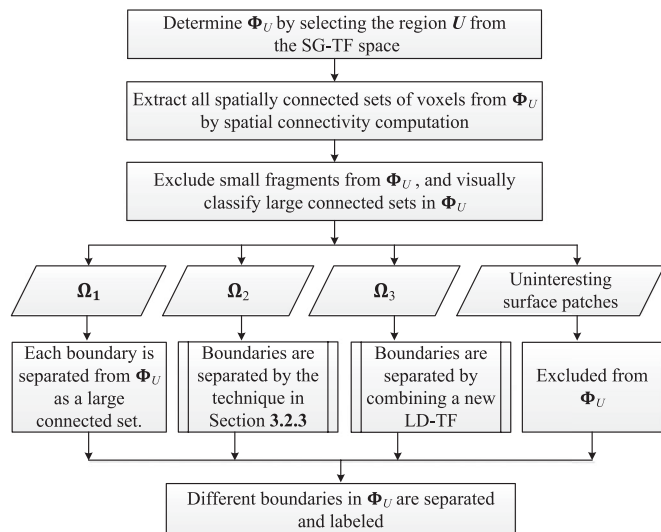 Determine Φ_U by selecting the region U from
the SG-TF space
Extract all spatially connected sets of voxels from Φ_U
by spatial connectivity computation
Exclude small fragments from Φ_U , and visually
classify large connected sets in Φ_U
Ω₁
Ω₂
Ω₃
Uninteresting
surface patches
Each boundary is
separated from Φ_U
as a large
connected set.
Boundaries are
separated by the
technique in
Section 3.2.3
Boundaries are
separated by
combining a new
LD-TF
Excluded from
Φ_U
Different boundaries in Φ_U are separated
and labeled